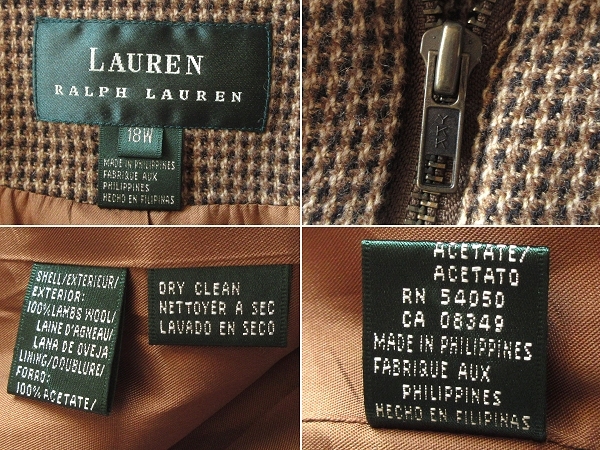 LAUREN
RALPH LAUREN
18W
MADE IN PHILIPPINES
FABRIQUE AUX
PHILIPPINES
HECHO EN FILIPINAS
YKK
SHELL/EXTERIEUR/
EXTERIOR:
100% LAMBS WOOL/
LAINE D'AGNEAU/
LANA DE OVEJA
LINING/DOUBLURE/
FORRO:
100% ACETATE/
DRY CLEAN
NETTOYER A SEC
LAVADO EN SECO
ACETATE/
ACETATO
RN 54050
CA 08349
MADE IN PHILIPPINES
FABRIQUE AUX
PHILIPPINES
HECHO EN FILIPINAS